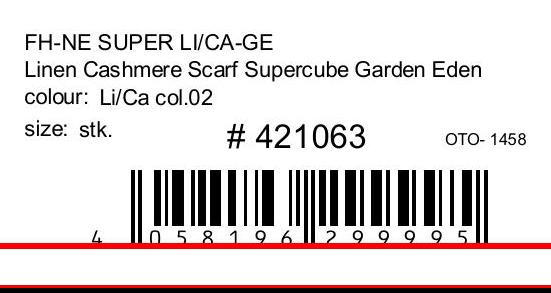 FH-NE SUPER LI/CA-GE
Linen Cashmere Scarf Supercube Garden Eden
colour: Li/Ca col.02
size: stk.
# 421063
OTO- 1458
4 058196 299995